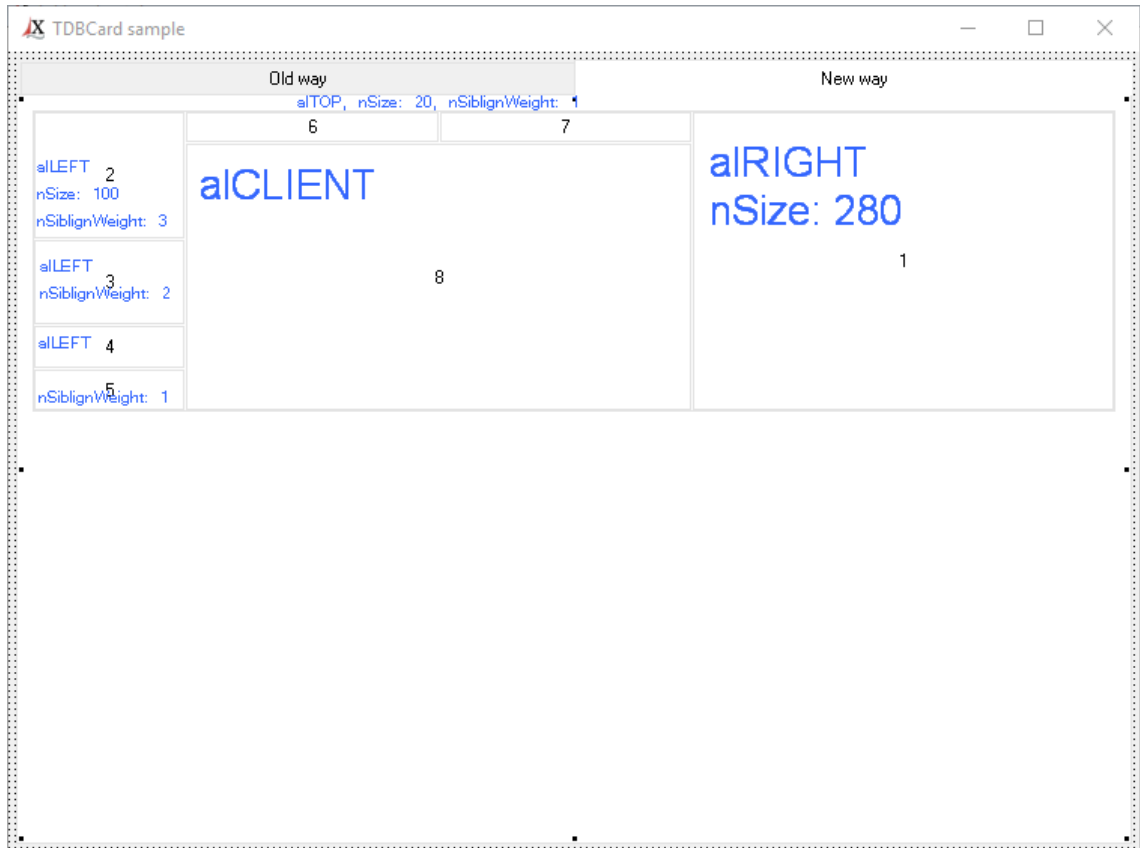 TDBCard sample
Old way
New way
alTOP, nSize: 20, nSiblignWeight: 1
6
7
alLEFT
2
nSize: 100
nSiblignWeight: 3
alCLIENT
alRIGHT
nSize: 280
1
alLEFT
3
nSiblignWeight: 2
8
alLEFT 4
5
nSiblignWeight: 1